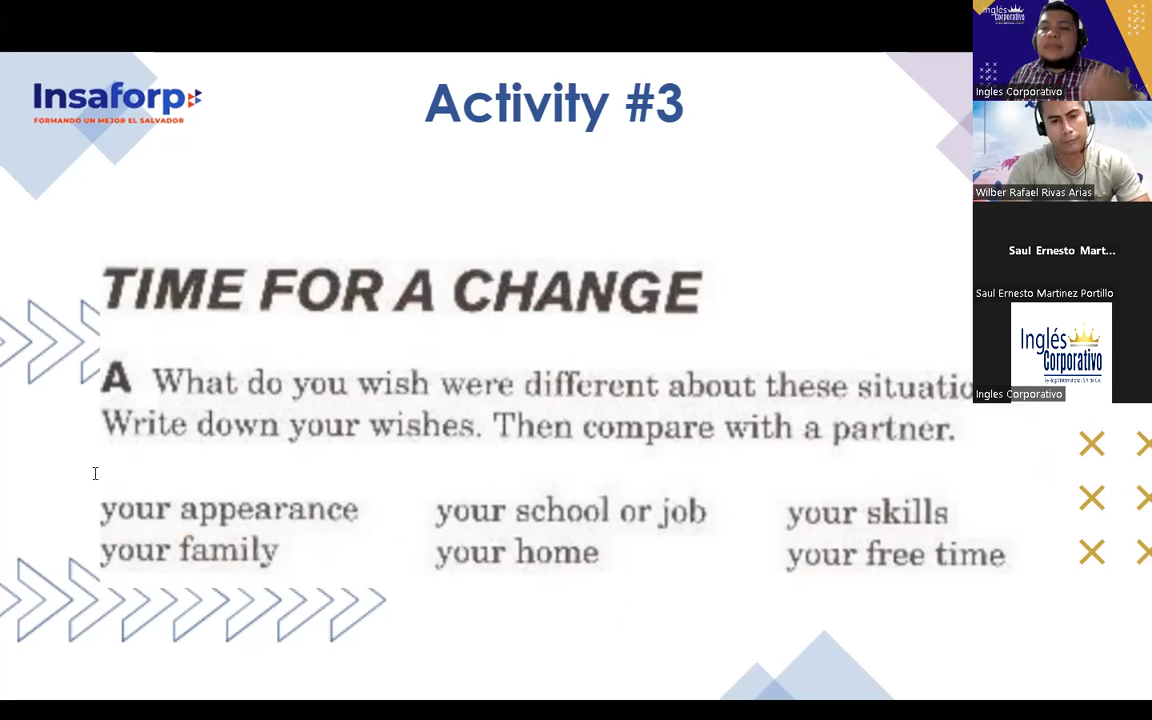 Insaforp
FORMANDO UN MEJOR EL SALVADOR
Activity #3
TIME FOR A CHANGE
A What do you wish were different about these situatio
Write down your wishes. Then compare with a partner.
your appearance your school or job your skills
your family your home your free time
Inglés
Corporativo
Ingles Corporativo
Wilber Rafael Rivas Arias
Saul Ernesto Mart...
Saul Ernesto Martinez Portillo
Inglés
Corporativo
Ingles Corporativo